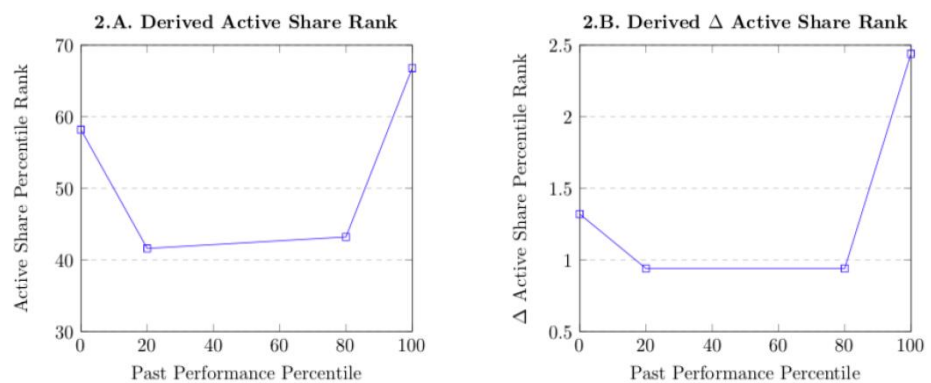 2.A. Derived Active Share Rank
70
60
50
40
30
0 20 40 60 80 100
Active Share Percentile Rank
Past Performance Percentile
2.B. Derived Δ Active Share Rank
2.5
2
1.5
1
0.5
0 20 40 60 80 100
Δ Active Share Percentile Rank
Past Performance Percentile